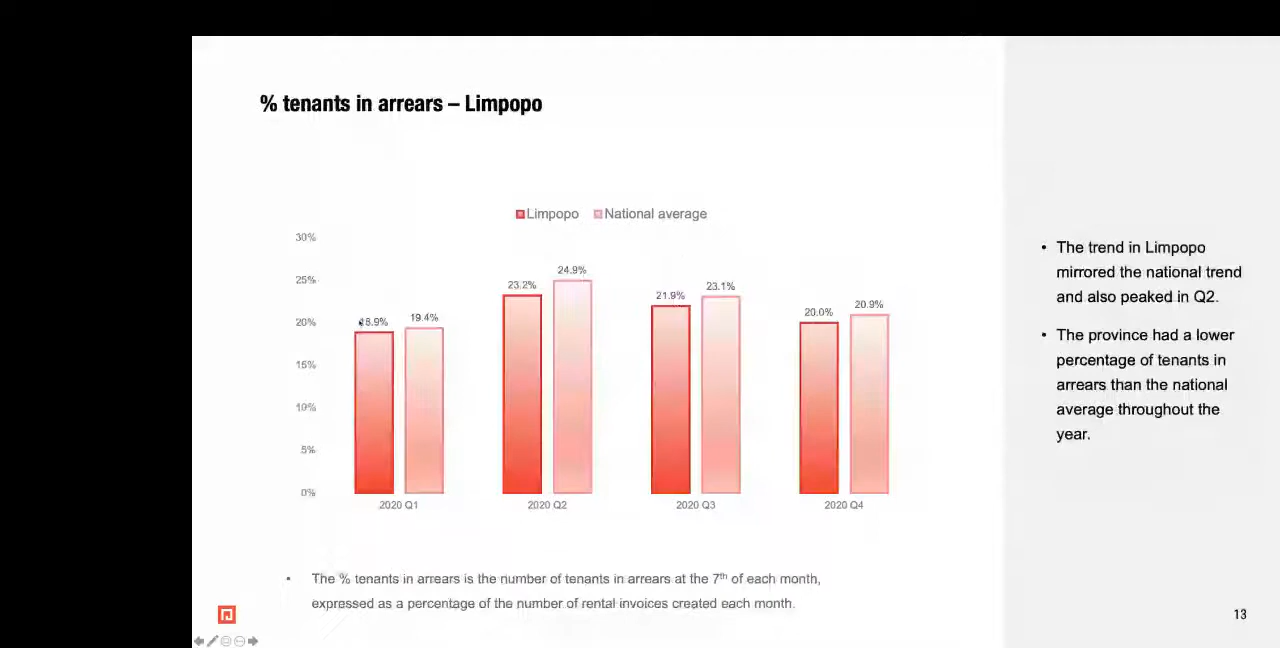 % tenants in arrears – Limpopo
Limpopo National average
30%
25%
20%
15%
10%
5%
0%
18.9% 19.4%
23.2% 24.9%
21.9% 23.1%
20.0% 20.9%
2020 Q1 2020 Q2 2020 Q3 2020 Q4
• The trend in Limpopo
mirrored the national trend
and also peaked in Q2.
• The province had a lower
percentage of tenants in
arrears than the national
average throughout the
year.
• The % tenants in arrears is the number of tenants in arrears at the 7th of each month,
expressed as a percentage of the number of rental invoices created each month.
13